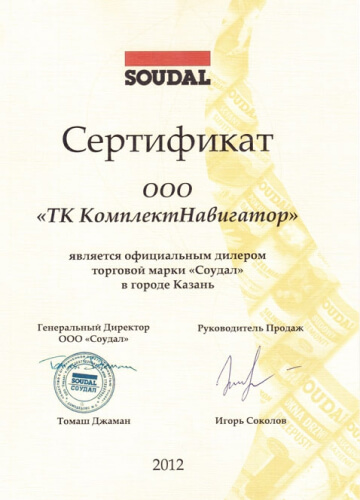 SOUDAL
Сертификат
ООО
«ТК КомплектНавигатор»
является официальным дилером
торговой марки «Соудал»
в городе Казань
Генеральный Директор
ООО «Соудал»
Руководитель Продаж
SOUDAL
СОУДАЛ
Томаш Джаман
Игорь Соколов
2012